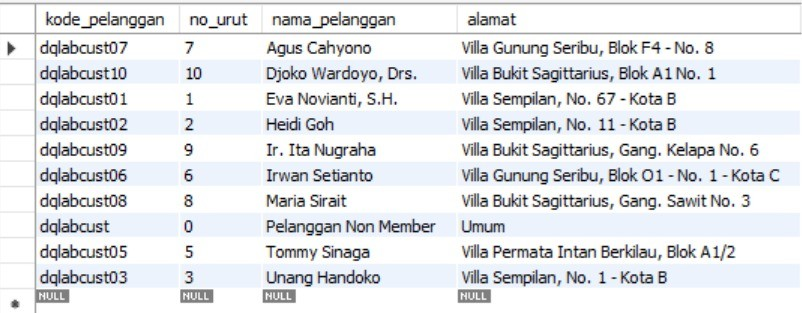 kode_pelanggan no_urut nama_pelanggan alamat
dqlabcust07 7 Agus Cahyono Villa Gunung Seribu, Blok F4 - No. 8
dqlabcust10 10 Djoko Wardoyo, Drs. Villa Bukit Sagittarius, Blok A1 No. 1
dqlabcust01 1 Eva Novianti, S.H. Villa Sempilan, No. 67 - Kota B
dqlabcust02 2 Heidi Goh Villa Sempilan, No. 11 - Kota B
dqlabcust09 9 Ir. Ita Nugraha Villa Bukit Sagittarius, Gang. Kelapa No. 6
dqlabcust06 6 Irwan Setianto Villa Gunung Seribu, Blok O1 - No. 1 - Kota C
dqlabcust08 8 Maria Sirait Villa Bukit Sagittarius, Gang. Sawit No. 3
dqlabcust 0 Pelanggan Non Member Umum
dqlabcust05 5 Tommy Sinaga Villa Permata Intan Berkilau, Blok A1/2
dqlabcust03 3 Unang Handoko Villa Sempilan, No. 1 - Kota B
NULL NULL NULL NULL